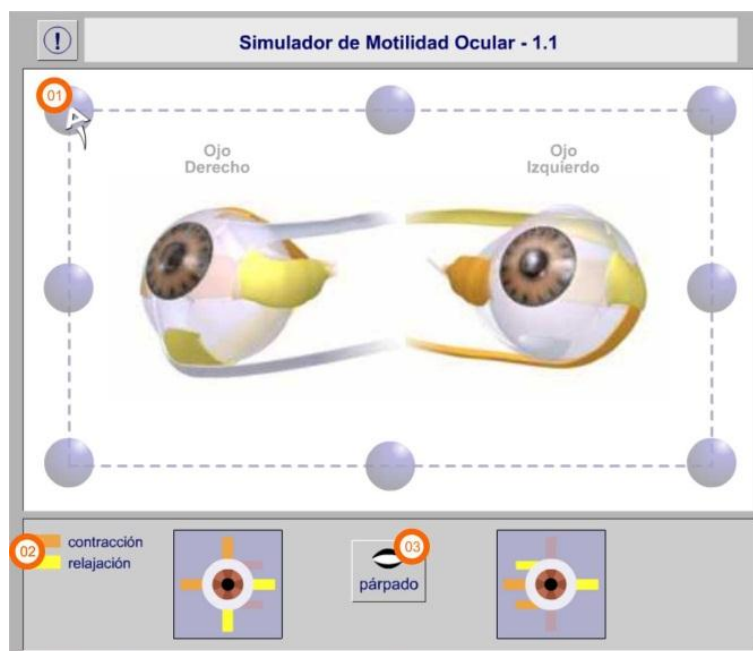 !
Simulador de Motilidad Ocular - 1.1
01
Ojo
Derecho
Ojo
Izquierdo
02
contracción
relajación
03
párpado